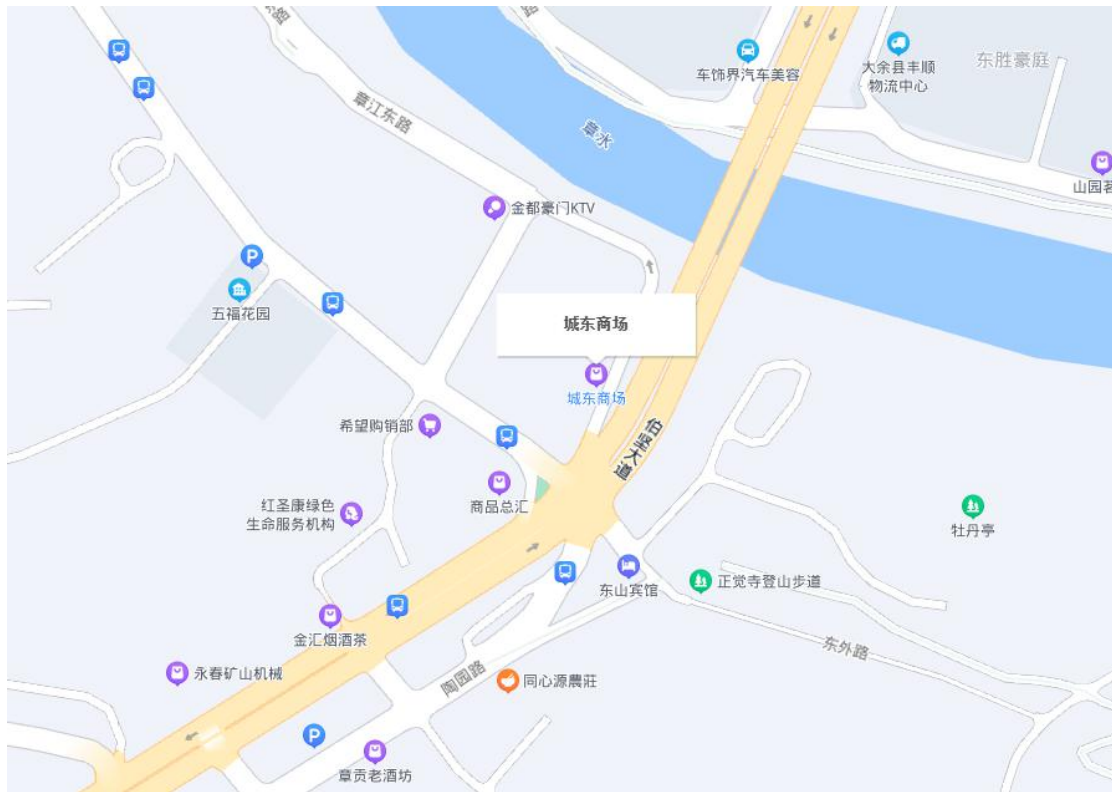 东路
路
车饰界汽车美容
大余县丰顺
物流中心
东胜豪庭
章江东路
章水
山园茗
金都豪门KTV
P
五福花园
城东商场
城东商场
希望购销部
伯坚大道
商品总汇
红圣康绿色
生命服务机构
牡丹亭
东山宾馆
正觉寺登山步道
金汇烟酒茶
东外路
永春矿山机械
陶园路
同心源農莊
P
章贡老酒坊